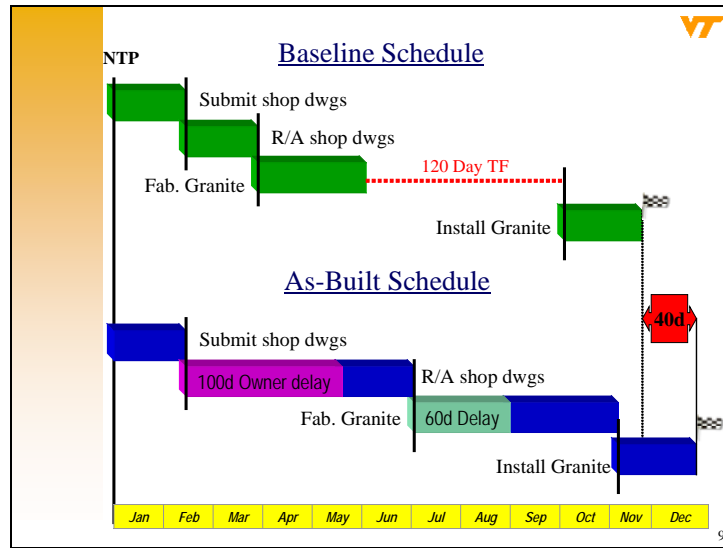 VT
NTP
Baseline Schedule
Submit shop dwgs
R/A shop dwgs
120 Day TF
Fab. Granite
Install Granite
As-Built Schedule
40d
Submit shop dwgs
100d Owner delay
R/A shop dwgs
Fab. Granite
60d Delay
Install Granite
Jan Feb Mar Apr May Jun Jul Aug Sep Oct Nov Dec
9